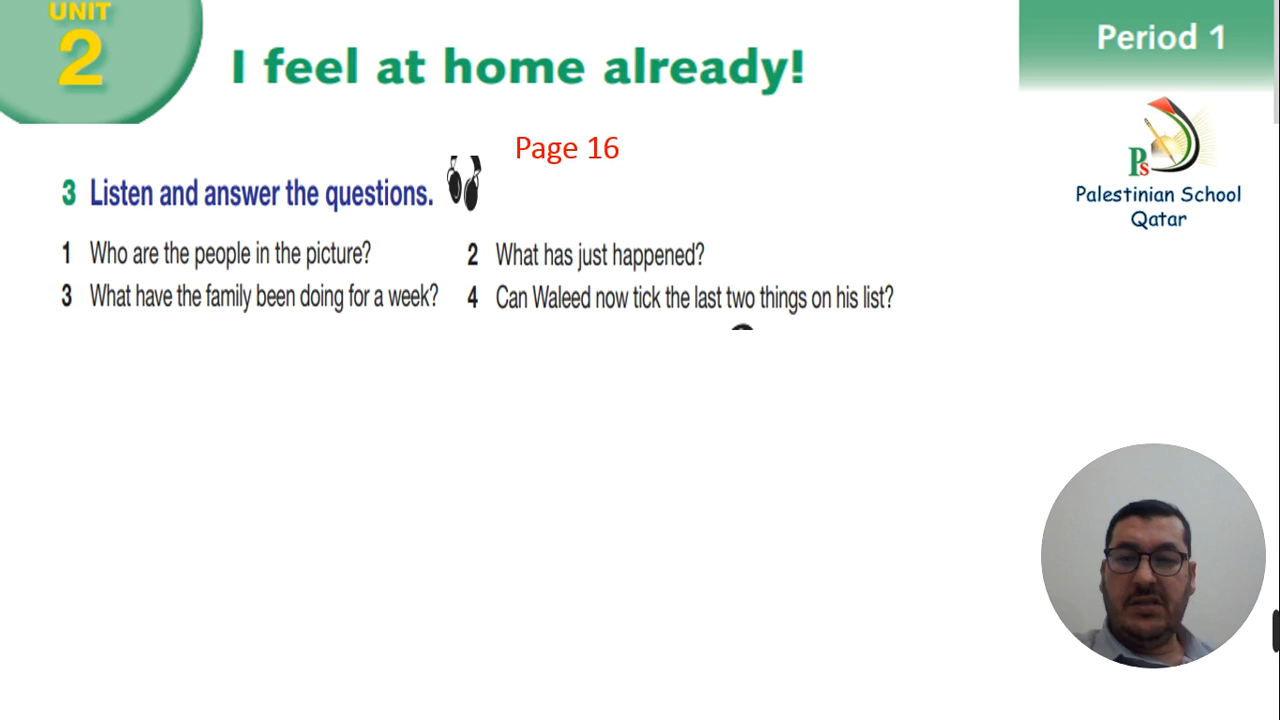 UNIT
2
I feel at home already!
Period 1
Page 16
Ps
Palestinian School
Qatar
3 Listen and answer the questions.
1 Who are the people in the picture?
2 What has just happened?
3 What have the family been doing for a week?
4 Can Waleed now tick the last two things on his list?